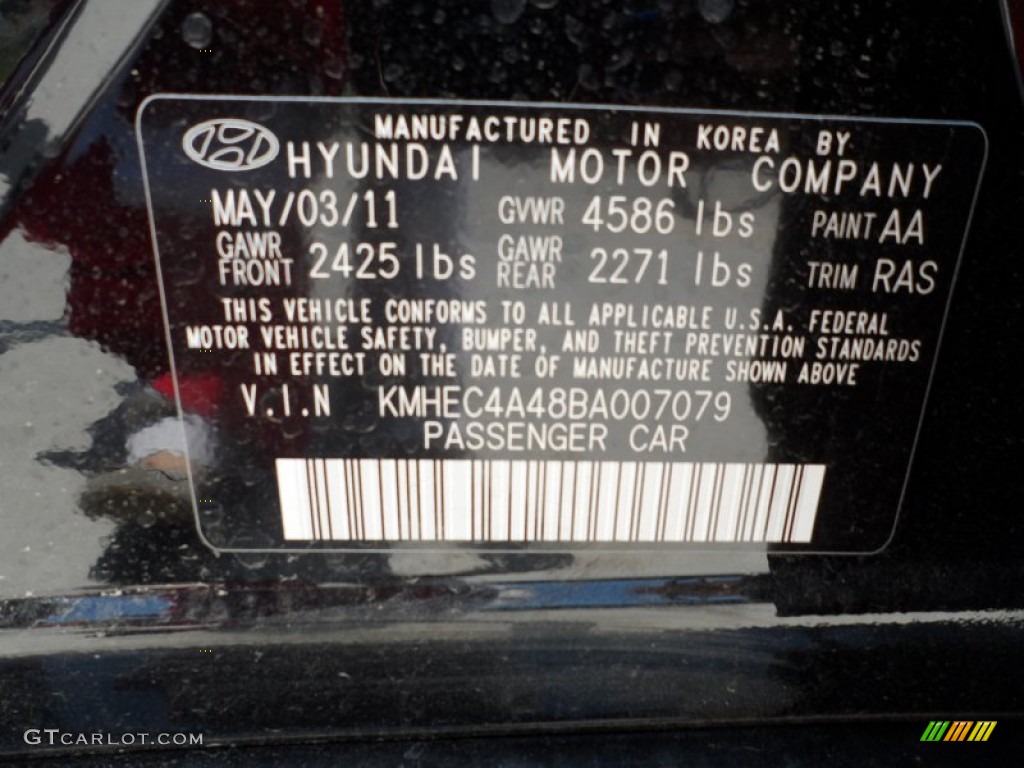 MANUFACTURED IN KOREA BY
HYUNDAI MOTOR COMPANY
MAY/03/11 GVWR 4586 lbs PAINT AA
GAWR FRONT 2425 lbs GAWR REAR 2271 lbs TRIM RAS
THIS VEHICLE CONFORMS TO ALL APPLICABLE U.S.A. FEDERAL
MOTOR VEHICLE SAFETY, BUMPER, AND THEFT PREVENTION STANDARDS
IN EFFECT ON THE DATE OF MANUFACTURE SHOWN ABOVE
V.I.N KMHEC4A48BA007079
PASSENGER CAR
GTCARLOT.COM